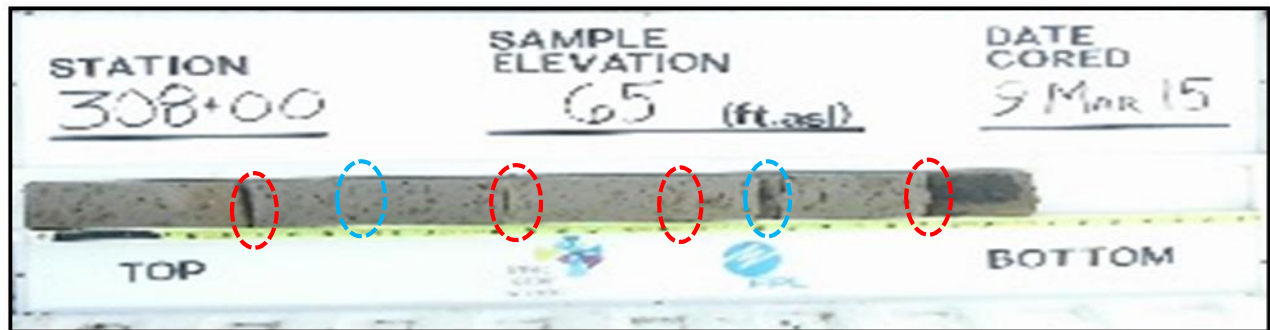 STATION
308+00
SAMPLE
ELEVATION
65 (ft.asl)
DATE
CORED
9 Mar 15
TOP
BOTTOM
FPL